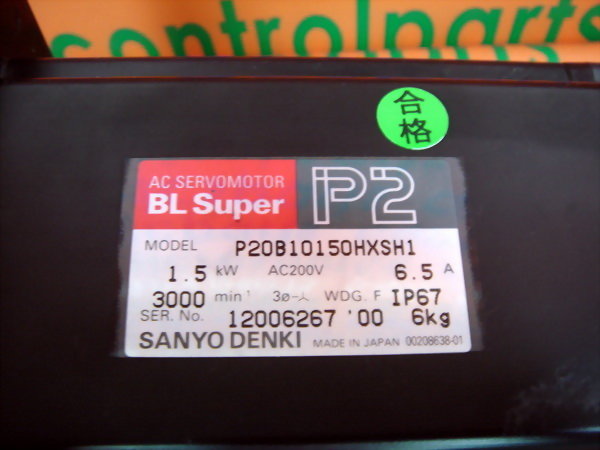 controlparts
合格
AC SERVOMOTOR
BL Super P2
MODEL P20B10150HXSH1
1.5 kW AC200V 6.5 A
3000 min⁻¹ 3ø-人 WDG. F IP67
SER. No. 12006267 '00 6kg
SANYO DENKI MADE IN JAPAN 00208638-01